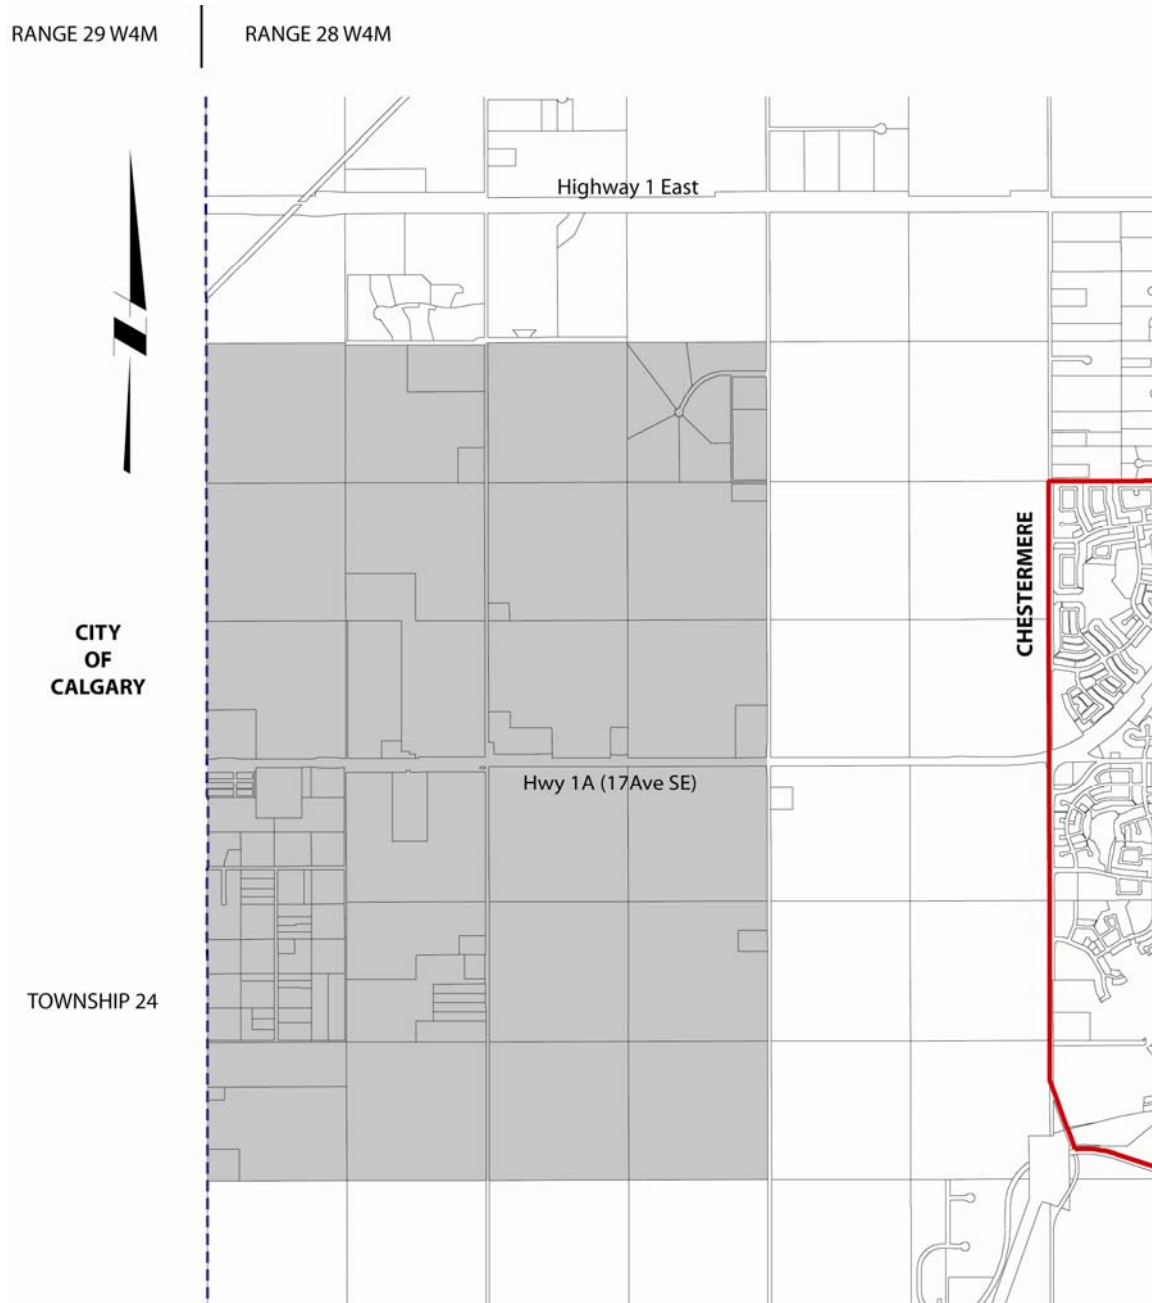 RANGE 29 W4M
RANGE 28 W4M
Highway 1 East
CHESTERMERE
CITY
OF
CALGARY
Hwy 1A (17Ave SE)
TOWNSHIP 24